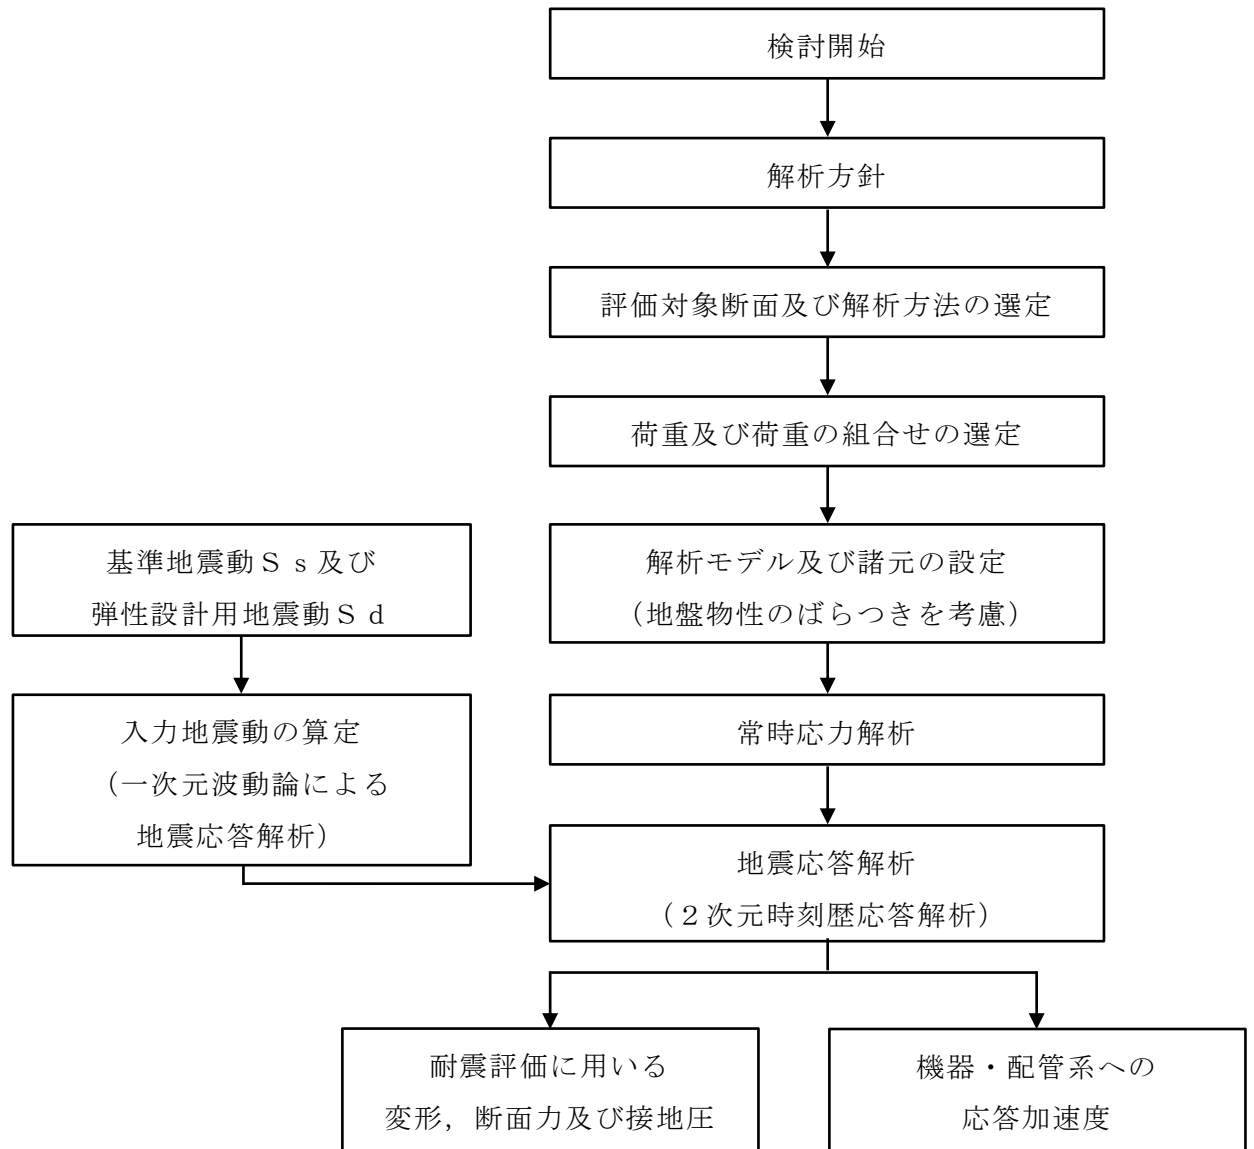 検討開始
解析方針
評価対象断面及び解析方法の選定
荷重及び荷重の組合せの選定
基準地震動Ｓｓ及び
弾性設計用地震動Ｓｄ
解析モデル及び諸元の設定
（地盤物性のばらつきを考慮）
入力地震動の算定
（一次元波動論による
地震応答解析）
常時応力解析
地震応答解析
（２次元時刻歴応答解析）
耐震評価に用いる
変形，断面力及び接地圧
機器・配管系への
応答加速度